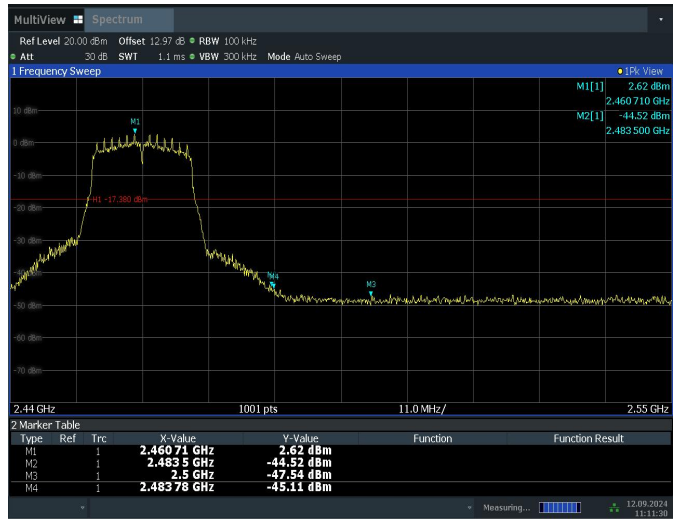 MultiView Spectrum
Ref Level 20.00 dBm Offset 12.97 dB RBW 100 kHz
Att 30 dB SWT 1.1 ms VBW 300 kHz Mode Auto Sweep
1 Frequency Sweep 1Pk View
M1[1] 2.62 dBm
2.460 710 GHz
M2[1] -44.52 dBm
2.483 500 GHz
10 dBm
M1
0 dBm
-10 dBm
H1 -17.380 dBm
-20 dBm
-30 dBm
M4
-40 dBm
M3
-50 dBm
-60 dBm
-70 dBm
2.44 GHz 1001 pts 11.0 MHz/ 2.55 GHz
2 Marker Table
Type Ref Trc X-Value Y-Value Function Function Result
M1 1 2.460 71 GHz 2.62 dBm
M2 1 2.483 5 GHz -44.52 dBm
M3 1 2.5 GHz -47.54 dBm
M4 1 2.483 78 GHz -45.11 dBm
Measuring... 12.09.2024
11:11:30